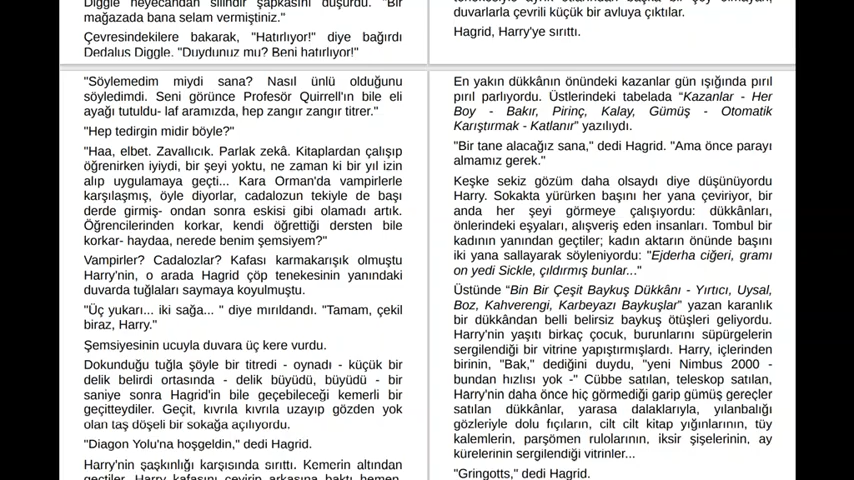 Diggle heyecandan silindir şapkasını düşürdü. "Bir
mağazada bana selam vermiştiniz."
Çevresindekilere bakarak, "Hatırlıyor!" diye bağırdı
Dedalus Diggle. "Duydunuz mu? Beni hatırlıyor!"
"Söylemedim miydi sana? Nasıl ünlü olduğunu
söyledimdi. Seni görünce Profesör Quirrell'ın bile eli
ayağı tutuldu- laf aramızda, hep zangır zangır titrer."
"Hep tedirgin midir böyle?"
"Haa, elbet. Zavallıcık. Parlak zekâ. Kitaplardan çalışıp
öğrenirken iyiydi, bir şeyi yoktu, ne zaman ki bir yıl izin
alıp uygulamaya geçti... Kara Orman'da vampirlerle
karşılaşmış, öyle diyorlar, cadalozun tekiyle de başı
derde girmiş- ondan sonra eskisi gibi olamadı artık.
Öğrencilerinden korkar, kendi öğrettiği dersten bile
korkar- haydaa, nerede benim şemsiyem?"
Vampirler? Cadalozlar? Kafası karmakarışık olmuştu
Harry'nin, o arada Hagrid çöp tenekesinin yanındaki
duvarda tuğlaları saymaya koyulmuştu.
"Üç yukarı... iki sağa... " diye mırıldandı. "Tamam, çekil
biraz, Harry."
Şemsiyesinin ucuyla duvara üç kere vurdu.
Dokunduğu tuğla şöyle bir titredi - oynadı - küçük bir
delik belirdi ortasında - delik büyüdü, büyüdü - bir
saniye sonra Hagrid'in bile geçebileceği kemerli bir
geçitteydiler. Geçit, kıvrıla kıvrıla uzayıp gözden yok
olan taş döşeli bir sokağa açılıyordu.
"Diagon Yolu'na hoşgeldin," dedi Hagrid.
Harry'nin şaşkınlığı karşısında sırıttı. Kemerin altından
geçtiler. Harry kafasını çevirip arkasına baktı hemen,
duvarlarla çevrili küçük bir avluya çıktılar.
Hagrid, Harry'ye sırıttı.
En yakın dükkânın önündeki kazanlar gün ışığında pırıl
pırıl parlıyordu. Üstlerindeki tabelada “Kazanlar - Her
Boy - Bakır, Pirinç, Kalay, Gümüş - Otomatik
Karıştırmak - Katlanır” yazılıydı.
"Bir tane alacağız sana," dedi Hagrid. "Ama önce parayı
almamız gerek."
Keşke sekiz gözüm daha olsaydı diye düşünüyordu
Harry. Sokakta yürürken başını her yana çeviriyor, bir
anda her şeyi görmeye çalışıyordu: dükkânları,
önlerindeki eşyaları, alışveriş eden insanları. Tombul bir
kadının yanından geçtiler; kadın aktarın önünde başını
iki yana sallayarak söyleniyordu: "Ejderha ciğeri, gramı
on yedi Sickle, çıldırmış bunlar..."
Üstünde “Bin Bir Çeşit Baykuş Dükkânı - Yırtıcı, Uysal,
Boz, Kahverengi, Karbeyazı Baykuşlar” yazan karanlık
bir dükkândan belli belirsiz baykuş ötüşleri geliyordu.
Harry'nin yaşıtı birkaç çocuk, burunlarını süpürgelerin
sergilendiği bir vitrine yapıştırmışlardı. Harry, içlerinden
birinin, "Bak," dediğini duydu, "yeni Nimbus 2000 -
bundan hızlısı yok -" Cübbe satılan, teleskop satılan,
Harry'nin daha önce hiç görmediği garip gümüş gereçler
satılan dükkânlar, yarasa dalaklarıyla, yılanbalığı
gözleriyle dolu fıçıların, cilt cilt kitap yığınlarının, tüy
kalemlerin, parşömen rulolarının, iksir şişelerinin, ay
kürelerinin sergilendiği vitrinler...
"Gringotts," dedi Hagrid.